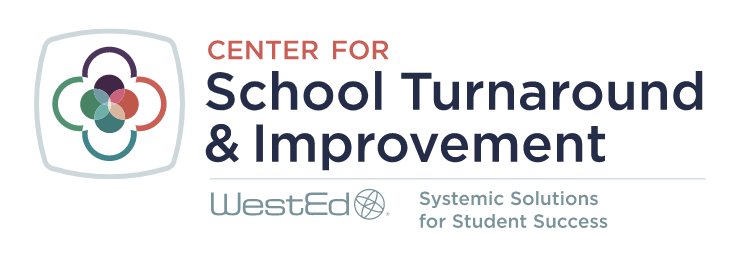 CENTER FOR
School Turnaround
& Improvement
WestEd®
Systemic Solutions
for Student Success